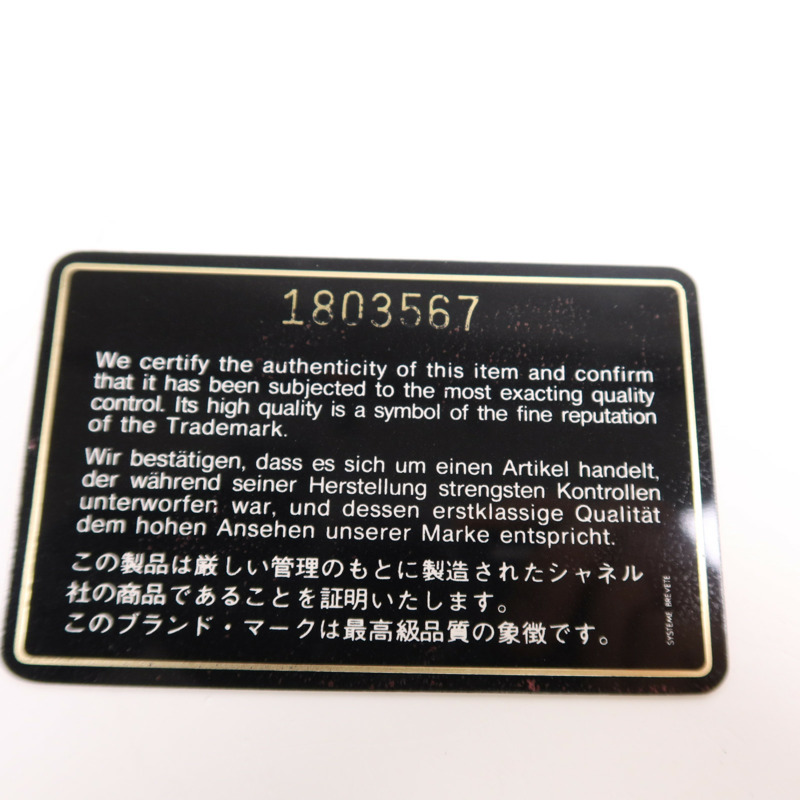 1803567
We certify the authenticity of this item and confirm
that it has been subjected to the most exacting quality
control. Its high quality is a symbol of the fine reputation
of the Trademark.
Wir bestätigen, dass es sich um einen Artikel handelt,
der während seiner Herstellung strengsten Kontrollen
unterworfen war, und dessen erstklassige Qualität
dem hohen Ansehen unserer Marke entspricht.
この製品は厳しい管理のもとに製造されたシャネル
社の商品であることを証明いたします。
このブランド・マークは最高級品質の象徴です。
SYSTEME BREVETE